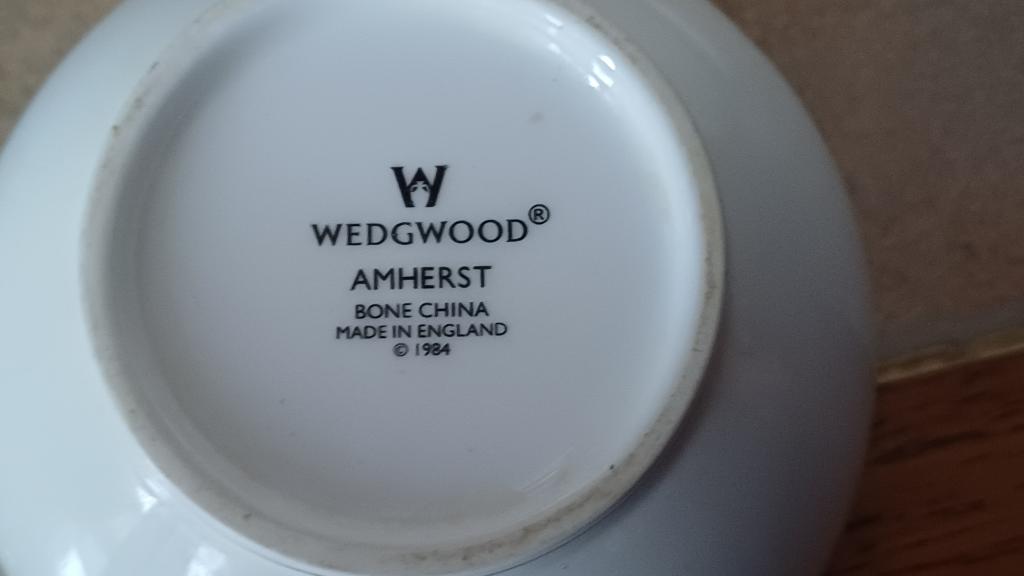 W
WEDGWOOD®
AMHERST
BONE CHINA
MADE IN ENGLAND
© 1984